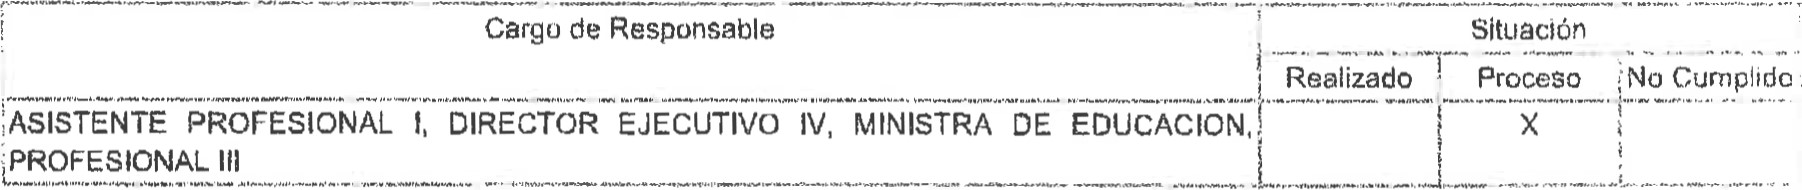 Cargo de Responsable Situación
Realizado Proceso No Cumplido
ASISTENTE PROFESIONAL I, DIRECTOR EJECUTIVO IV, MINISTRA DE EDUCACION, X
PROFESIONAL III